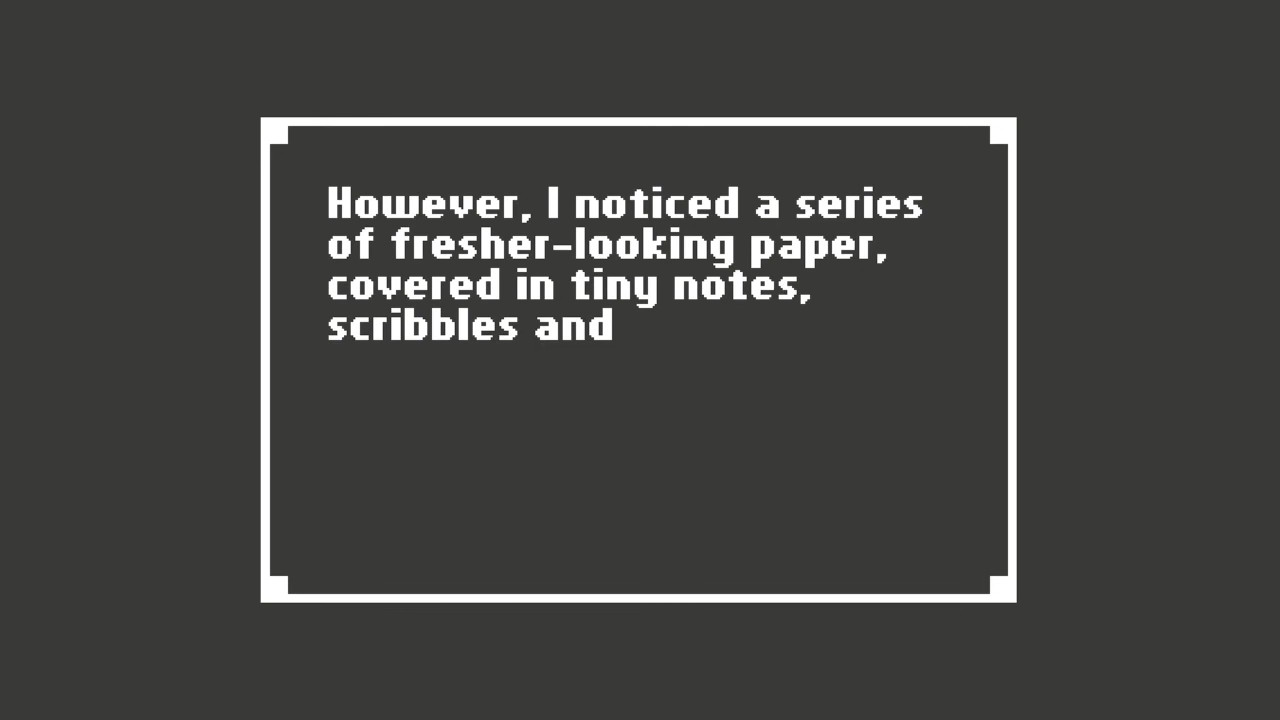 However, I noticed a series
of fresher-looking paper,
covered in tiny notes,
scribbles and